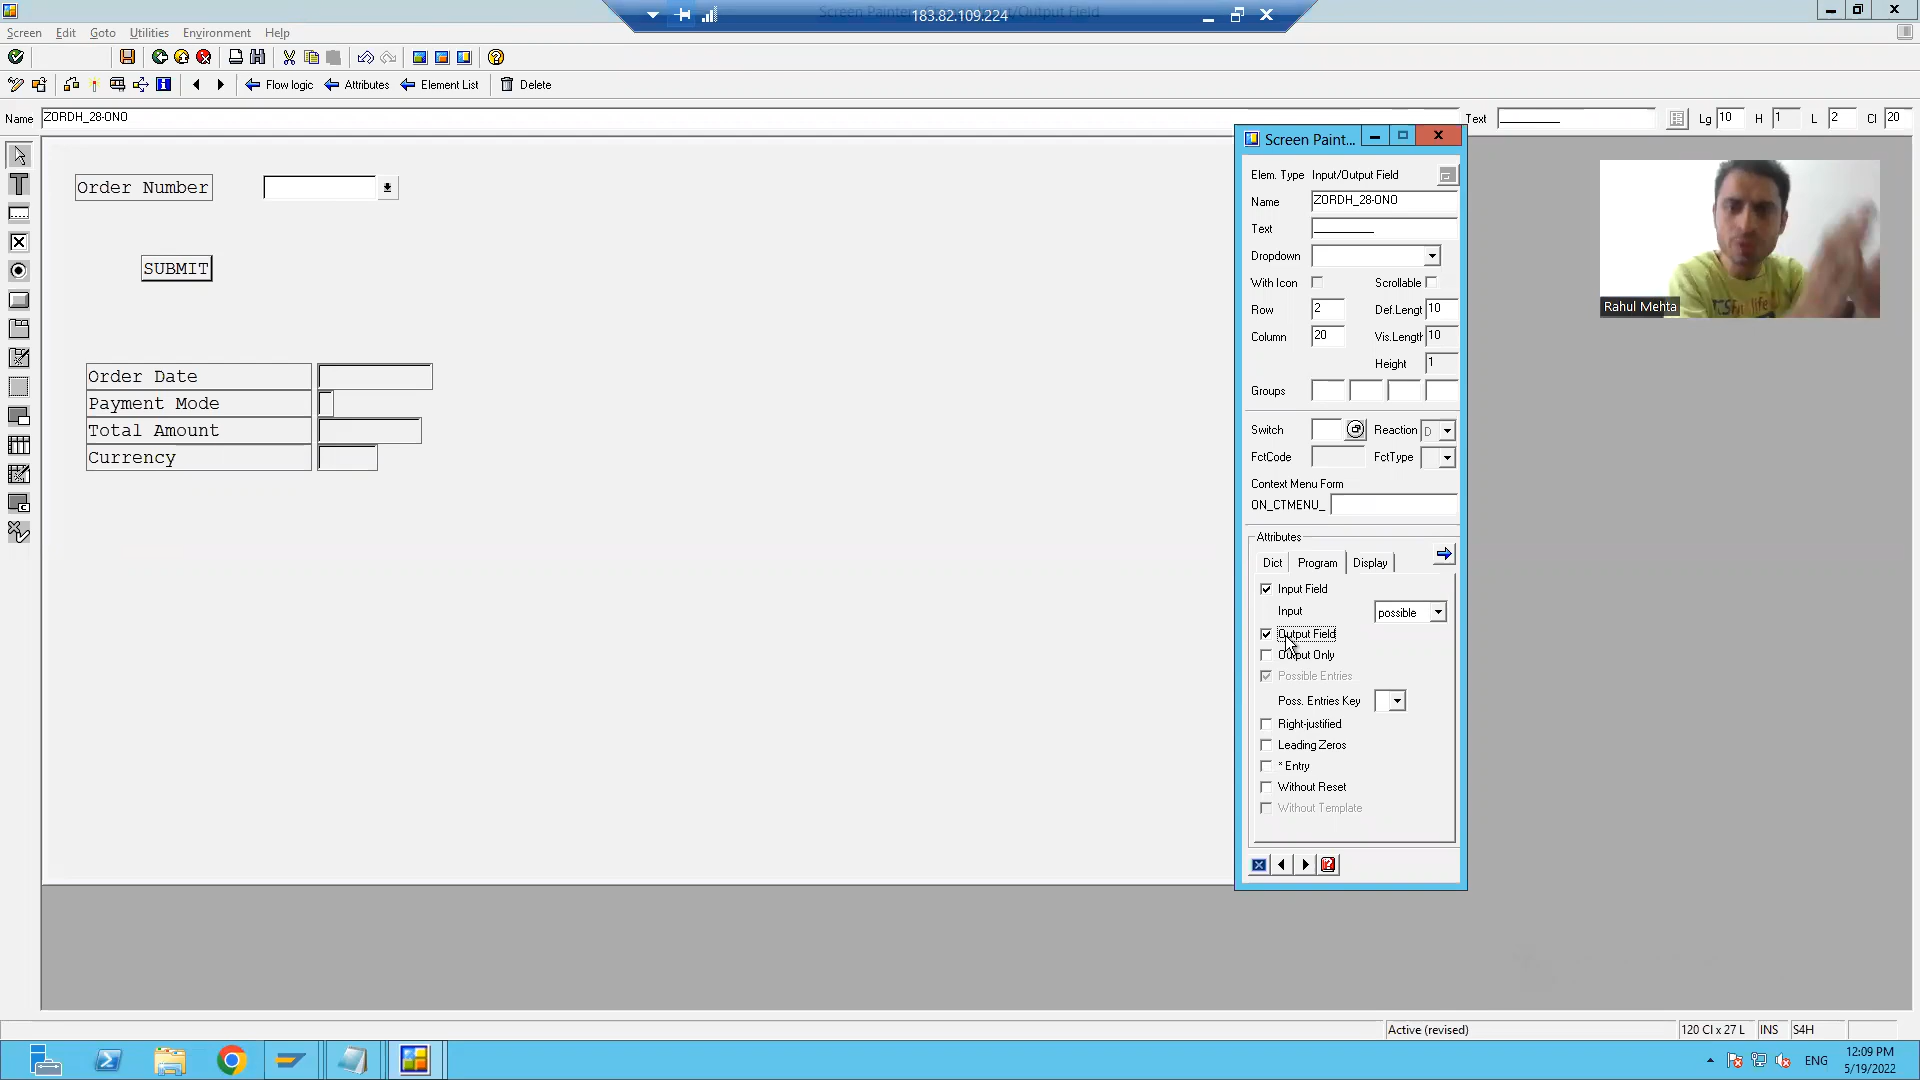 183.82.109.224
Screen Edit Goto Utilities Environment Help
Flow logic Attributes Element List Delete
Name ZORDH_28-ONO Text __________ Lg 10 H 1 L 2 Cl 20
Order Number
SUBMIT
Order Date
Payment Mode
Total Amount
Currency
Screen Paint...
Elem. Type Input/Output Field
Name ZORDH_28-ONO
Text __________
Dropdown
With Icon Scrollable
Row 2 Def.Lengt 10
Column 20 Vis.Lengt 10
Height 1
Groups
Switch Reaction D
FctCode FctType
Context Menu Form
ON_CTMENU_
Attributes
Dict Program Display
Input Field
Input possible
Output Field
Output Only
Possible Entries
Poss. Entries Key
Right-justified
Leading Zeros
* Entry
Without Reset
Without Template
Rahul Mehta
Active (revised) 120 Cl x 27 L INS S4H
ENG
12:09 PM
5/19/2022